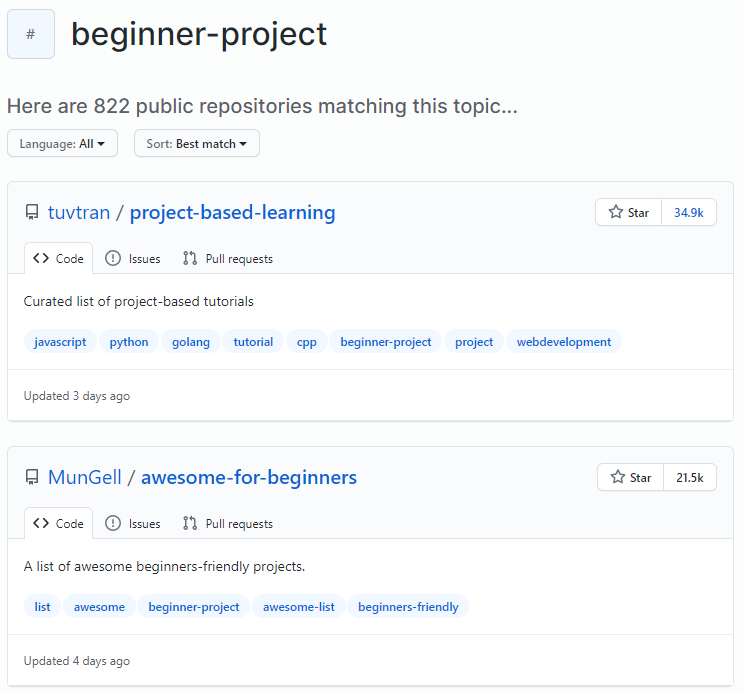 # beginner-project
Here are 822 public repositories matching this topic...
Language: All Sort: Best match
tuvtran / project-based-learning Star 34.9k
Code Issues Pull requests
Curated list of project-based tutorials
javascript python golang tutorial cpp beginner-project project webdevelopment
Updated 3 days ago
MunGell / awesome-for-beginners Star 21.5k
Code Issues Pull requests
A list of awesome beginners-friendly projects.
list awesome beginner-project awesome-list beginners-friendly
Updated 4 days ago